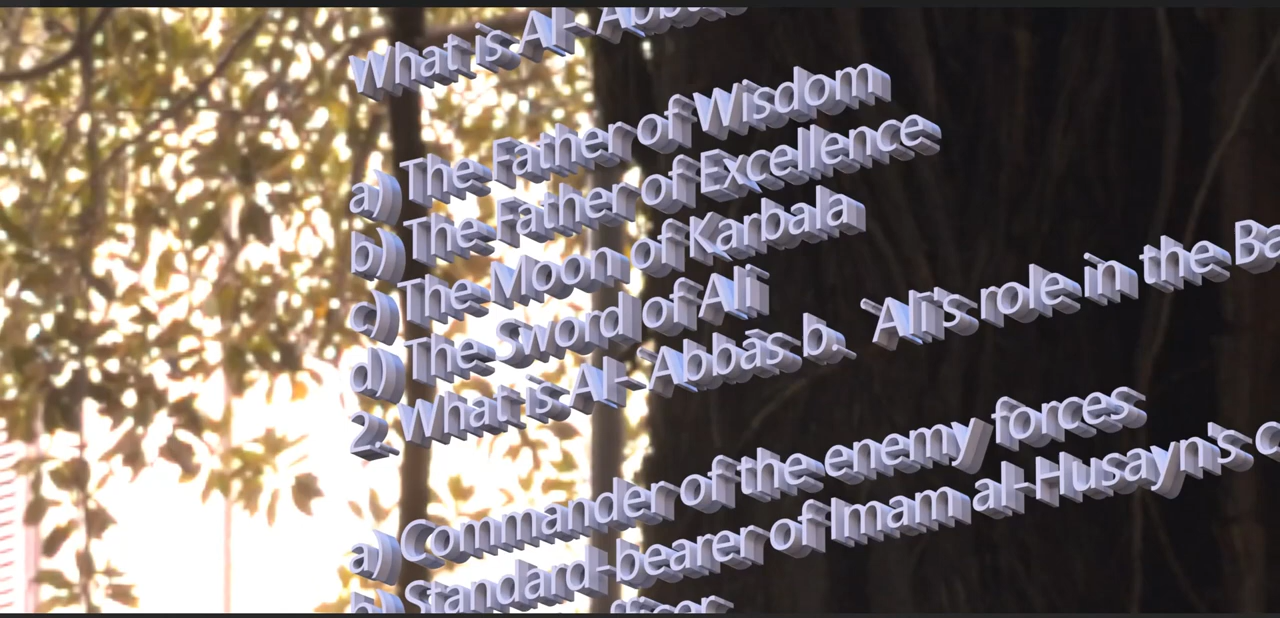 What is Al-Abbas
a) The Father of Wisdom
b) The Father of Excellence
c) The Moon of Karbala
d) The Sword of Ali
2. What is Al-Abbas b. `Ali's role in the
a) Commander of the enemy forces
b) Standard-bearer of Imam al-Husayn's